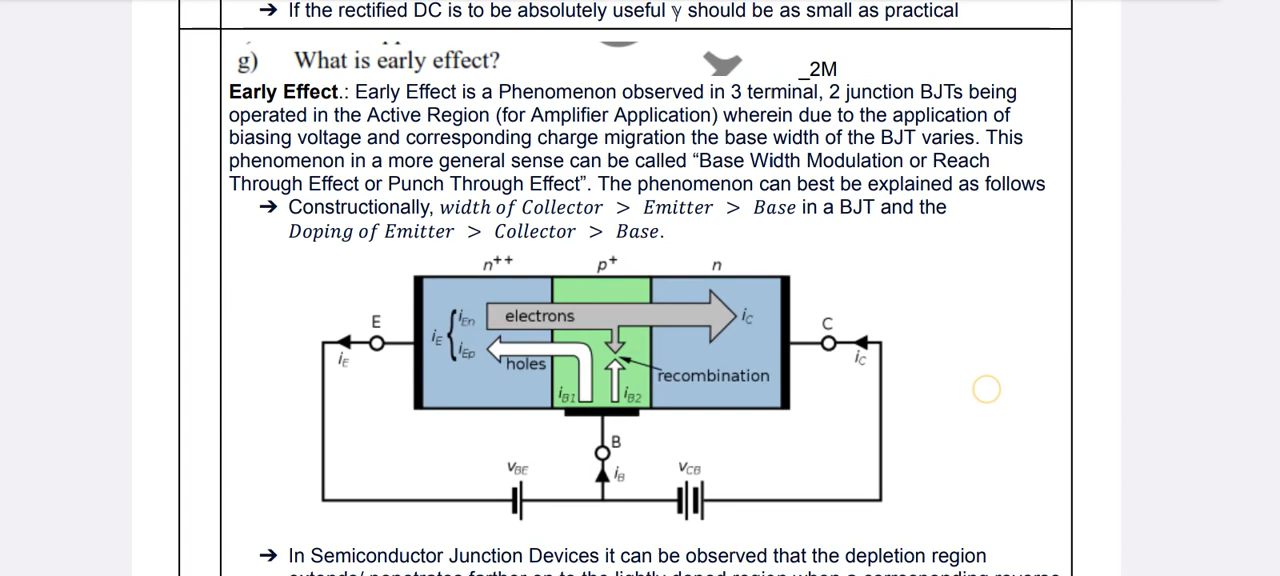 → If the rectified DC is to be absolutely useful γ should be as small as practical
g) What is early effect?
_2M
Early Effect.: Early Effect is a Phenomenon observed in 3 terminal, 2 junction BJTs being
operated in the Active Region (for Amplifier Application) wherein due to the application of
biasing voltage and corresponding charge migration the base width of the BJT varies. This
phenomenon in a more general sense can be called “Base Width Modulation or Reach
Through Effect or Punch Through Effect”. The phenomenon can best be explained as follows
→ Constructionally, width of Collector > Emitter > Base in a BJT and the
Doping of Emitter > Collector > Base.
n++ p+ n
E iE iE { iEn iEp electrons holes iC C iC
recombination
iB1 iB2
B
iB
VBE VCB
→ In Semiconductor Junction Devices it can be observed that the depletion region